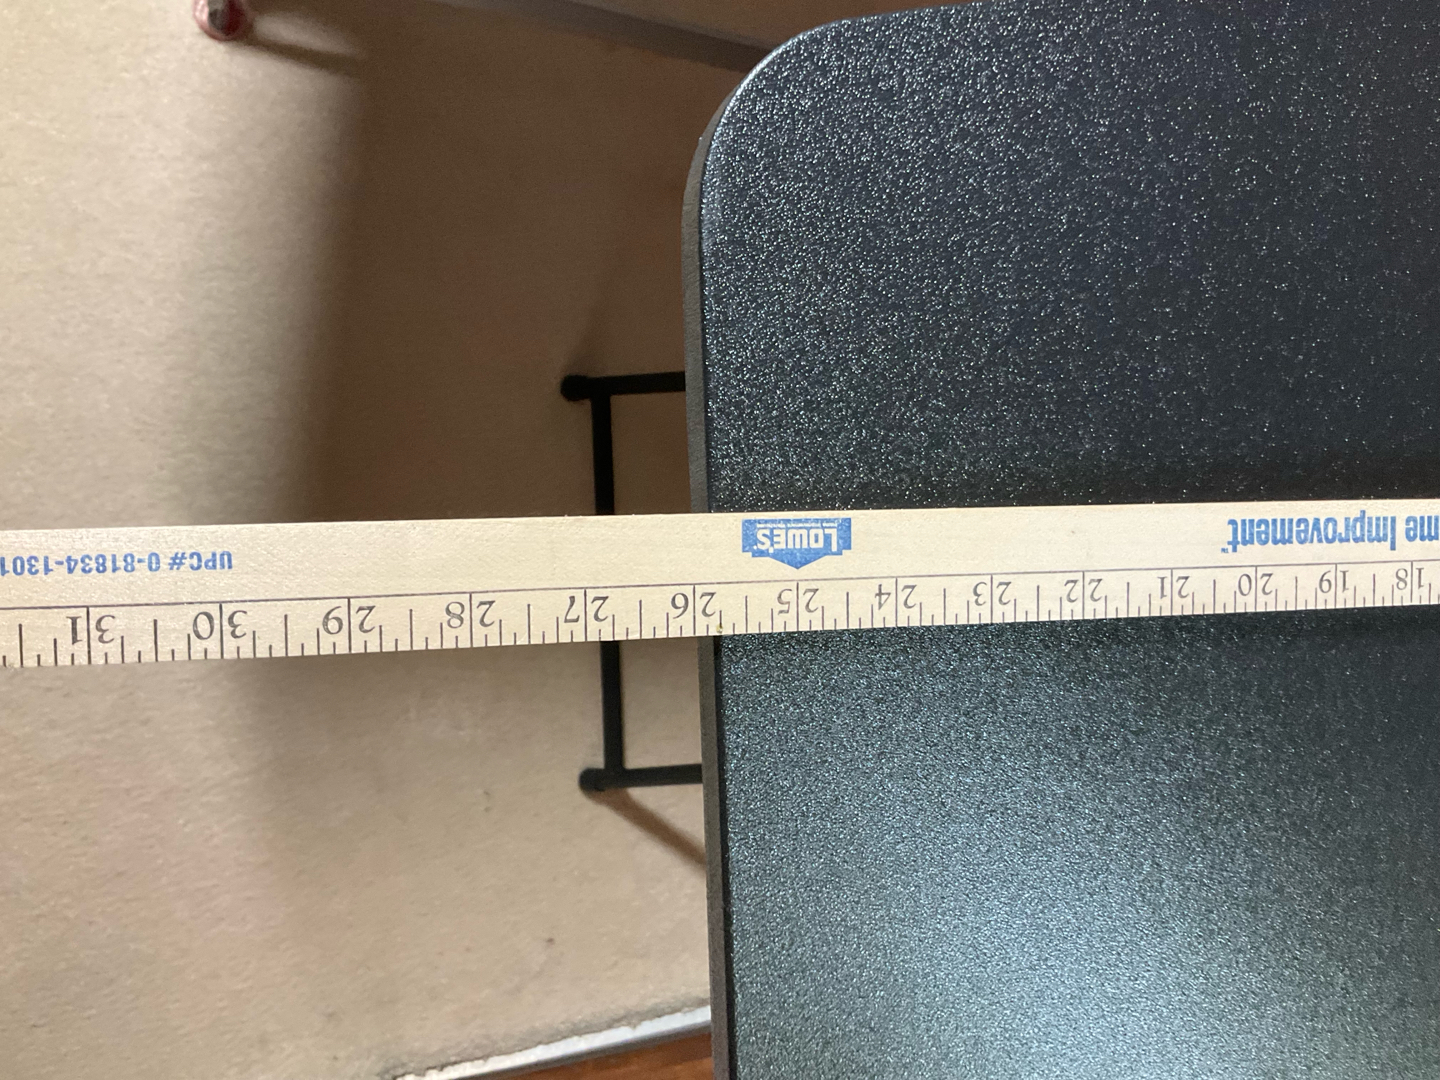 me Improvement™
LOWE'S
UPC# 0-81834-1301
18 19 20 21 22 23 24 25 26 27 28 29 30 31